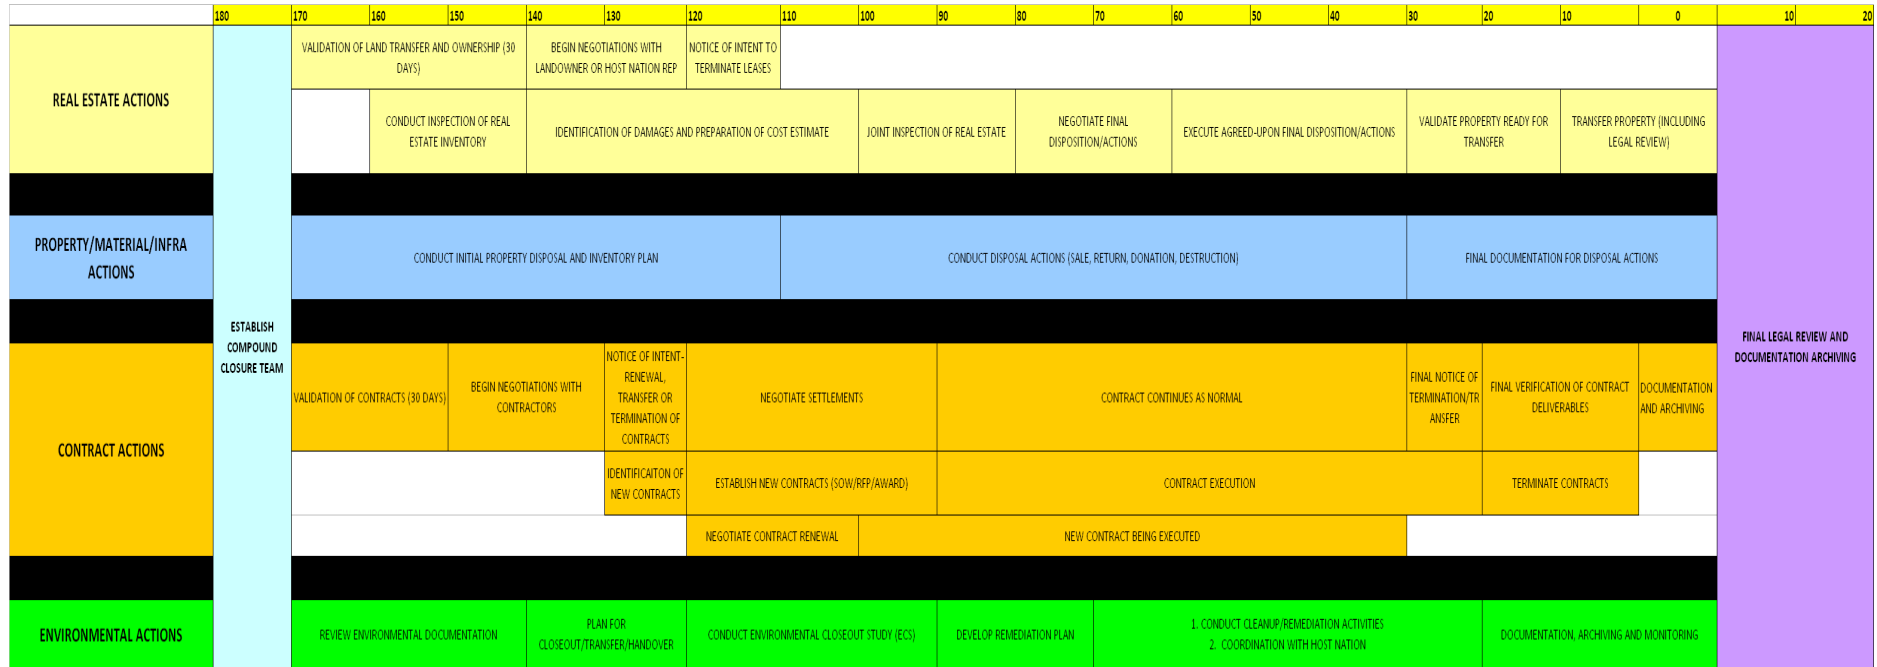 180 170 160 150 140 130 120 110 100 90 80 70 60 50 40 30 20 10 0 10 20
REAL ESTATE ACTIONS
VALIDATION OF LAND TRANSFER AND OWNERSHIP (30
DAYS)
BEGIN NEGOTIATIONS WITH
LANDOWNER OR HOST NATION REP
NOTICE OF INTENT TO
TERMINATE LEASES
CONDUCT INSPECTION OF REAL
ESTATE INVENTORY
IDENTIFICATION OF DAMAGES AND PREPARATION OF COST ESTIMATE
JOINT INSPECTION OF REAL ESTATE
NEGOTIATE FINAL
DISPOSITION/ACTIONS
EXECUTE AGREED-UPON FINAL DISPOSITION/ACTIONS
VALIDATE PROPERTY READY FOR
TRANSFER
TRANSFER PROPERTY (INCLUDING
LEGAL REVIEW)
PROPERTY/MATERIAL/INFRA
ACTIONS
CONDUCT INITIAL PROPERTY DISPOSAL AND INVENTORY PLAN
CONDUCT DISPOSAL ACTIONS (SALE, RETURN, DONATION, DESTRUCTION)
FINAL DOCUMENTATION FOR DISPOSAL ACTIONS
ESTABLISH
COMPOUND
CLOSURE TEAM
FINAL LEGAL REVIEW AND
DOCUMENTATION ARCHIVING
CONTRACT ACTIONS
VALIDATION OF CONTRACTS (30 DAYS)
BEGIN NEGOTIATIONS WITH
CONTRACTORS
NOTICE OF INTENT-
RENEWAL,
TRANSFER OR
TERMINATION OF
CONTRACTS
NEGOTIATE SETTLEMENTS
CONTRACT CONTINUES AS NORMAL
FINAL NOTICE OF
TERMINATION/TR
ANSFER
FINAL VERIFICATION OF CONTRACT
DELIVERABLES
DOCUMENTATION
AND ARCHIVING
IDENTIFICAITON OF
NEW CONTRACTS
ESTABLISH NEW CONTRACTS (SOW/RFP/AWARD)
CONTRACT EXECUTION
TERMINATE CONTRACTS
NEGOTIATE CONTRACT RENEWAL
NEW CONTRACT BEING EXECUTED
ENVIRONMENTAL ACTIONS
REVIEW ENVIRONMENTAL DOCUMENTATION
PLAN FOR
CLOSEOUT/TRANSFER/HANDOVER
CONDUCT ENVIRONMENTAL CLOSEOUT STUDY (ECS)
DEVELOP REMEDIATION PLAN
1. CONDUCT CLEANUP/REMEDIATION ACTIVITIES
2. COORDINATION WITH HOST NATION
DOCUMENTATION, ARCHIVING AND MONITORING